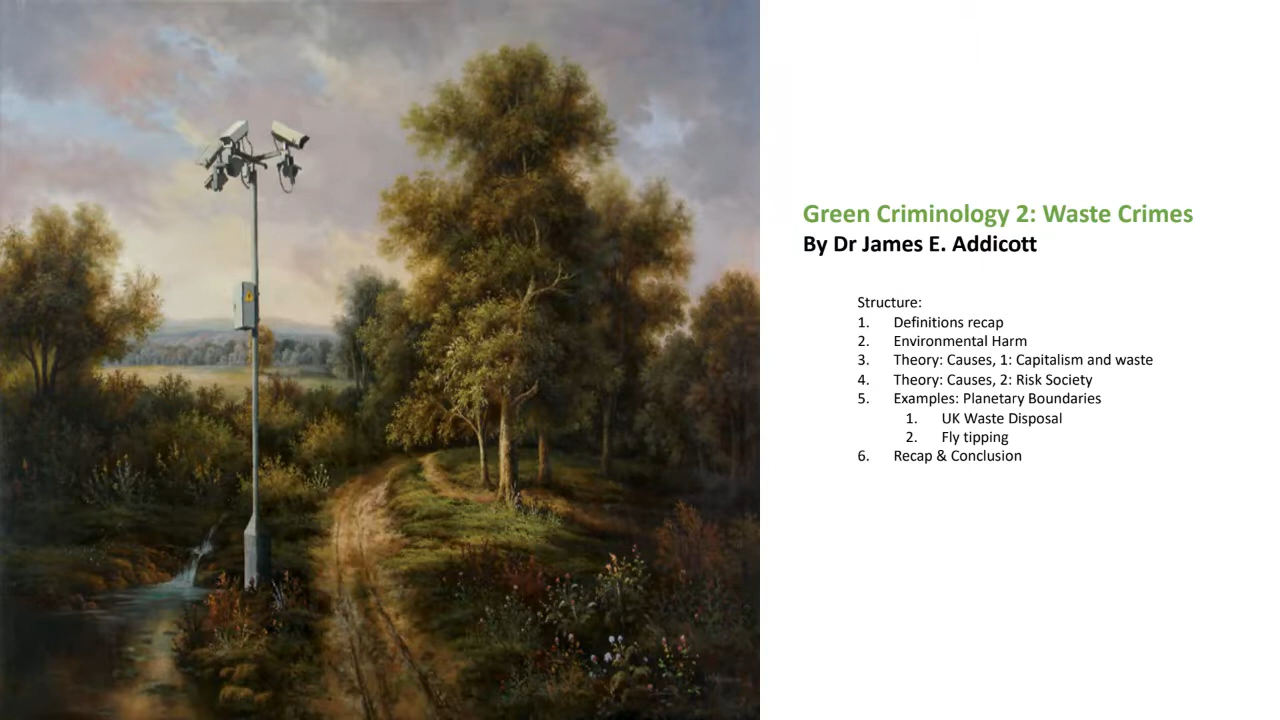 Green Criminology 2: Waste Crimes
By Dr James E. Addicott
Structure:
1. Definitions recap
2. Environmental Harm
3. Theory: Causes, 1: Capitalism and waste
4. Theory: Causes, 2: Risk Society
5. Examples: Planetary Boundaries
1. UK Waste Disposal
2. Fly tipping
6. Recap & Conclusion